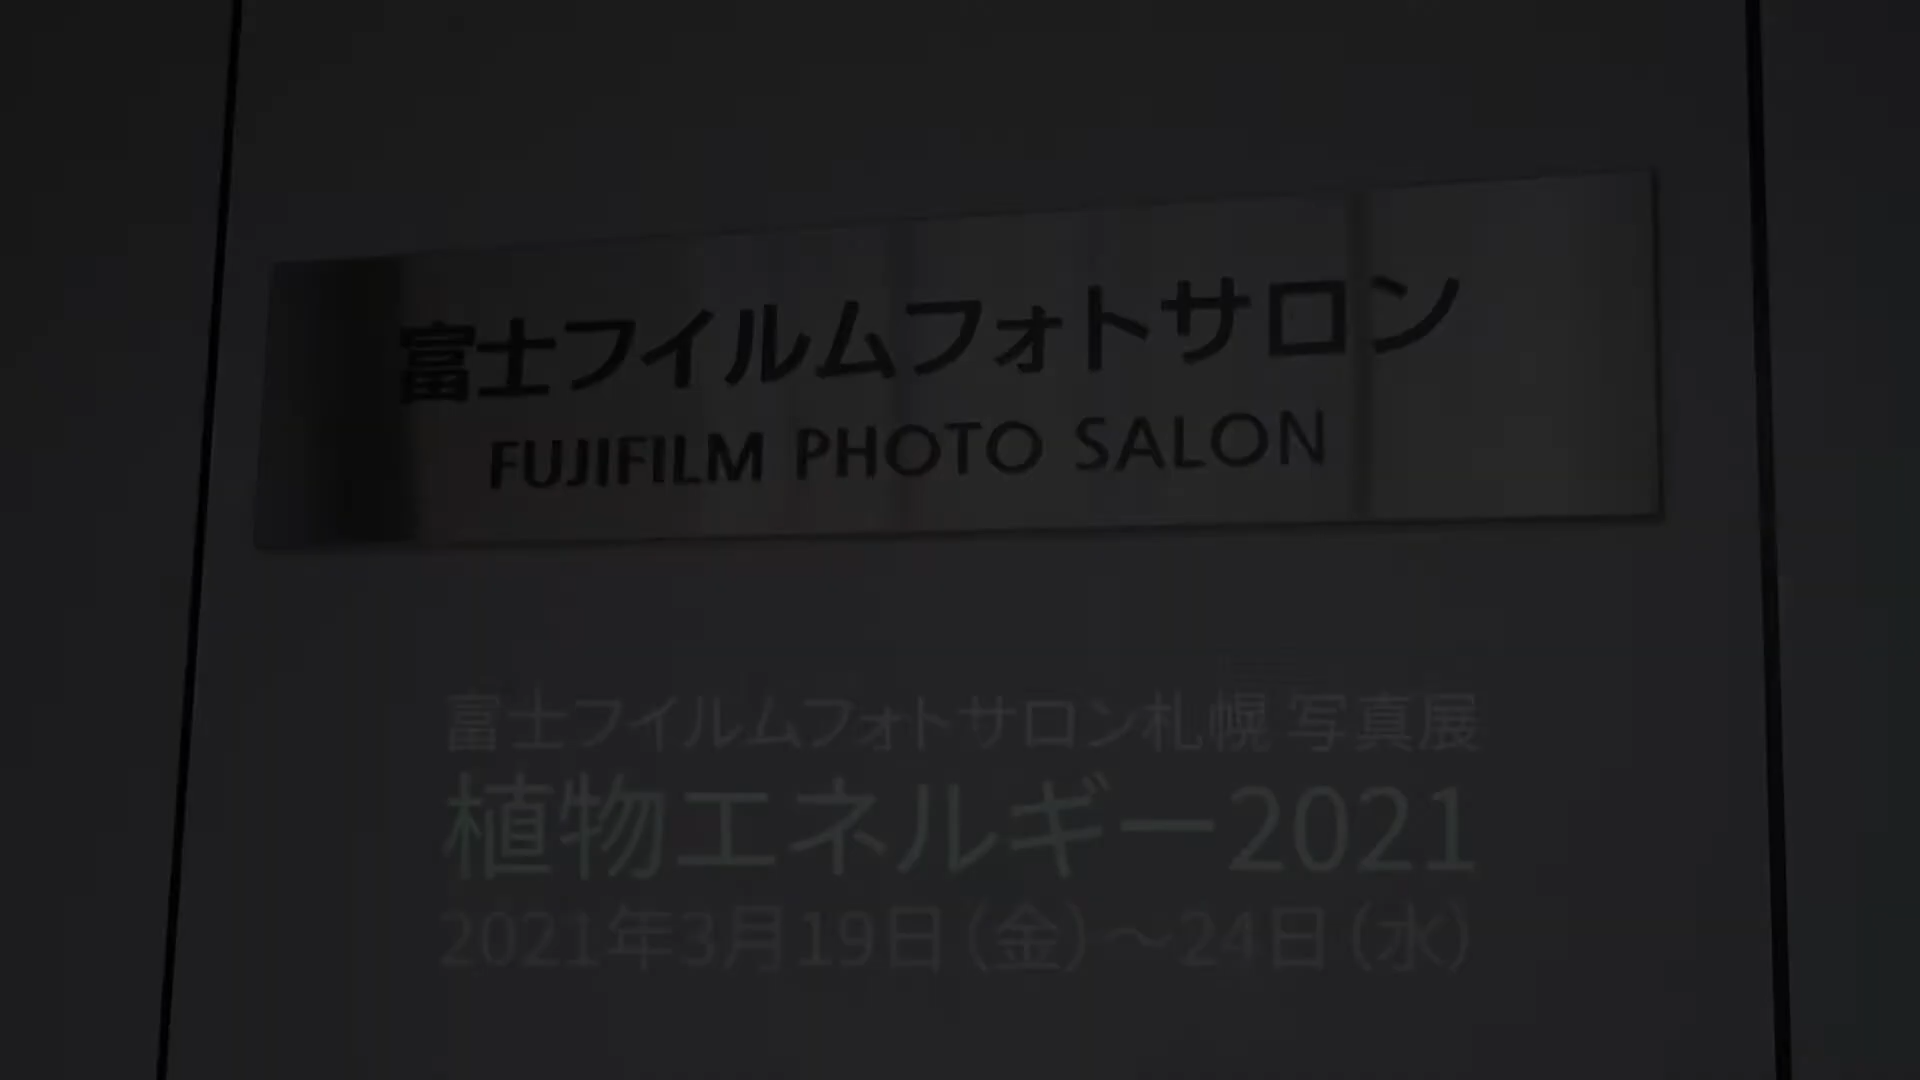 富士フイルムフォトサロン
FUJIFILM PHOTO SALON
富士フイルムフォトサロン札幌 写真展
植物エネルギー2021
2021年3月19日（金）～24日（水）